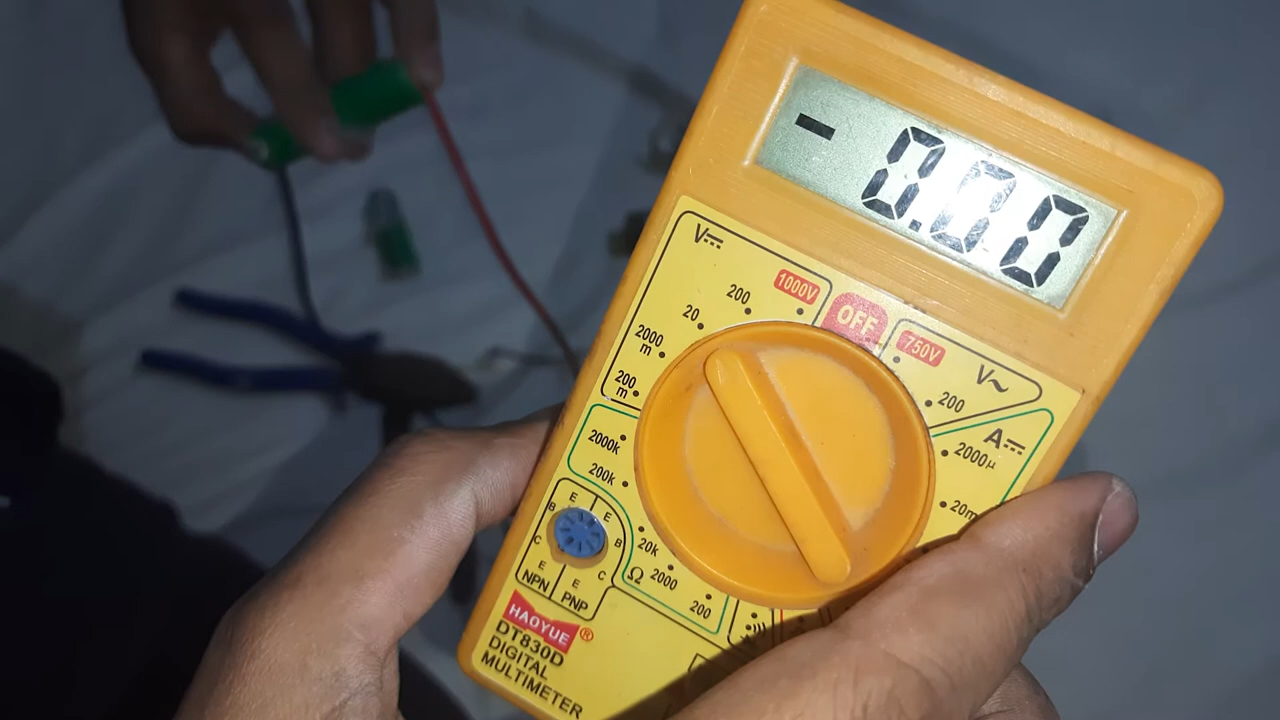 - 0.00
V⎓
1000V
200
20
2000
m
200
m
OFF
750V
V~
200
A⎓
2000µ
20m
2000k
200k
20k
Ω
2000
200
E
B
E
C
B
E
C
E
NPN
PNP
HAOYUE ®
DT830D
DIGITAL
MULTIMETER